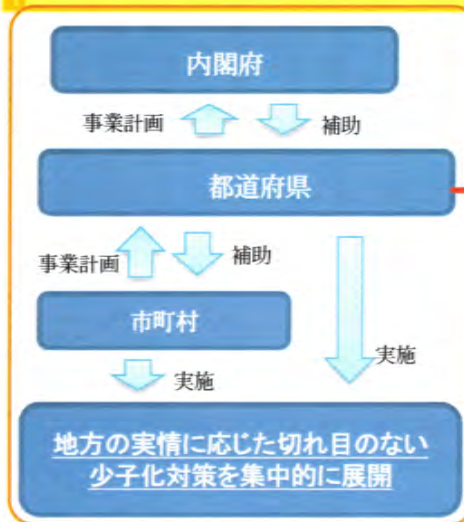 内閣府
事業計画
補助
都道府県
事業計画
補助
市町村
実施
実施
地方の実情に応じた切れ目のない
少子化対策を集中的に展開